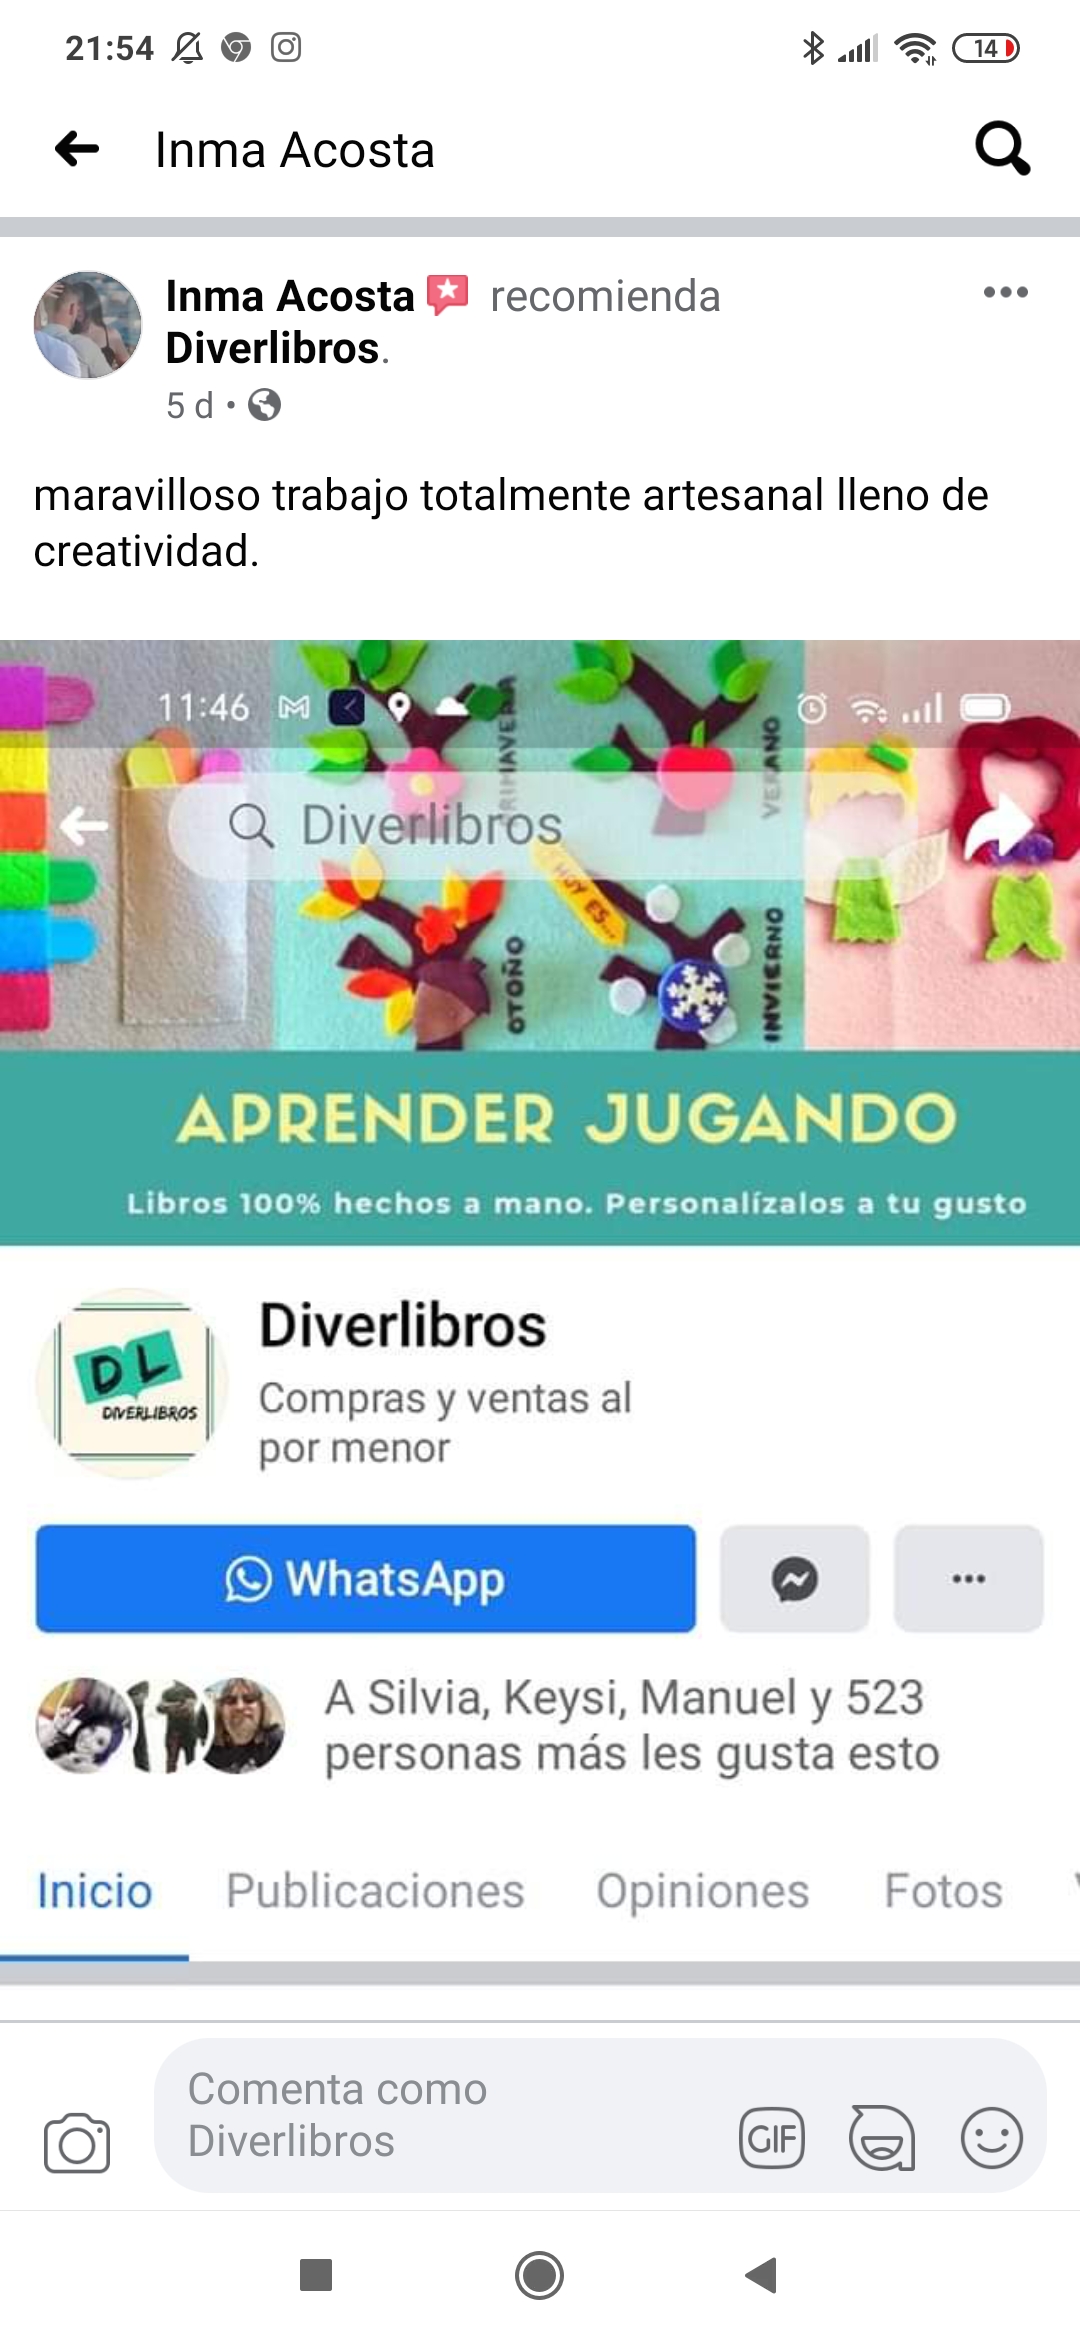 21:54
14
Inma Acosta
Inma Acosta recomienda
Diverlibros.
5 d •
maravilloso trabajo totalmente artesanal lleno de
creatividad.
11:46
PRIMAVERA
VERANO
Diverlibros
HOY ES...
OTOÑO
INVIERNO
APRENDER JUGANDO
Libros 100% hechos a mano. Personalízalos a tu gusto
DL
DIVERLIBROS
Diverlibros
Compras y ventas al
por menor
WhatsApp
A Silvia, Keysi, Manuel y 523
personas más les gusta esto
Inicio Publicaciones Opiniones Fotos
Comenta como
Diverlibros
GIF